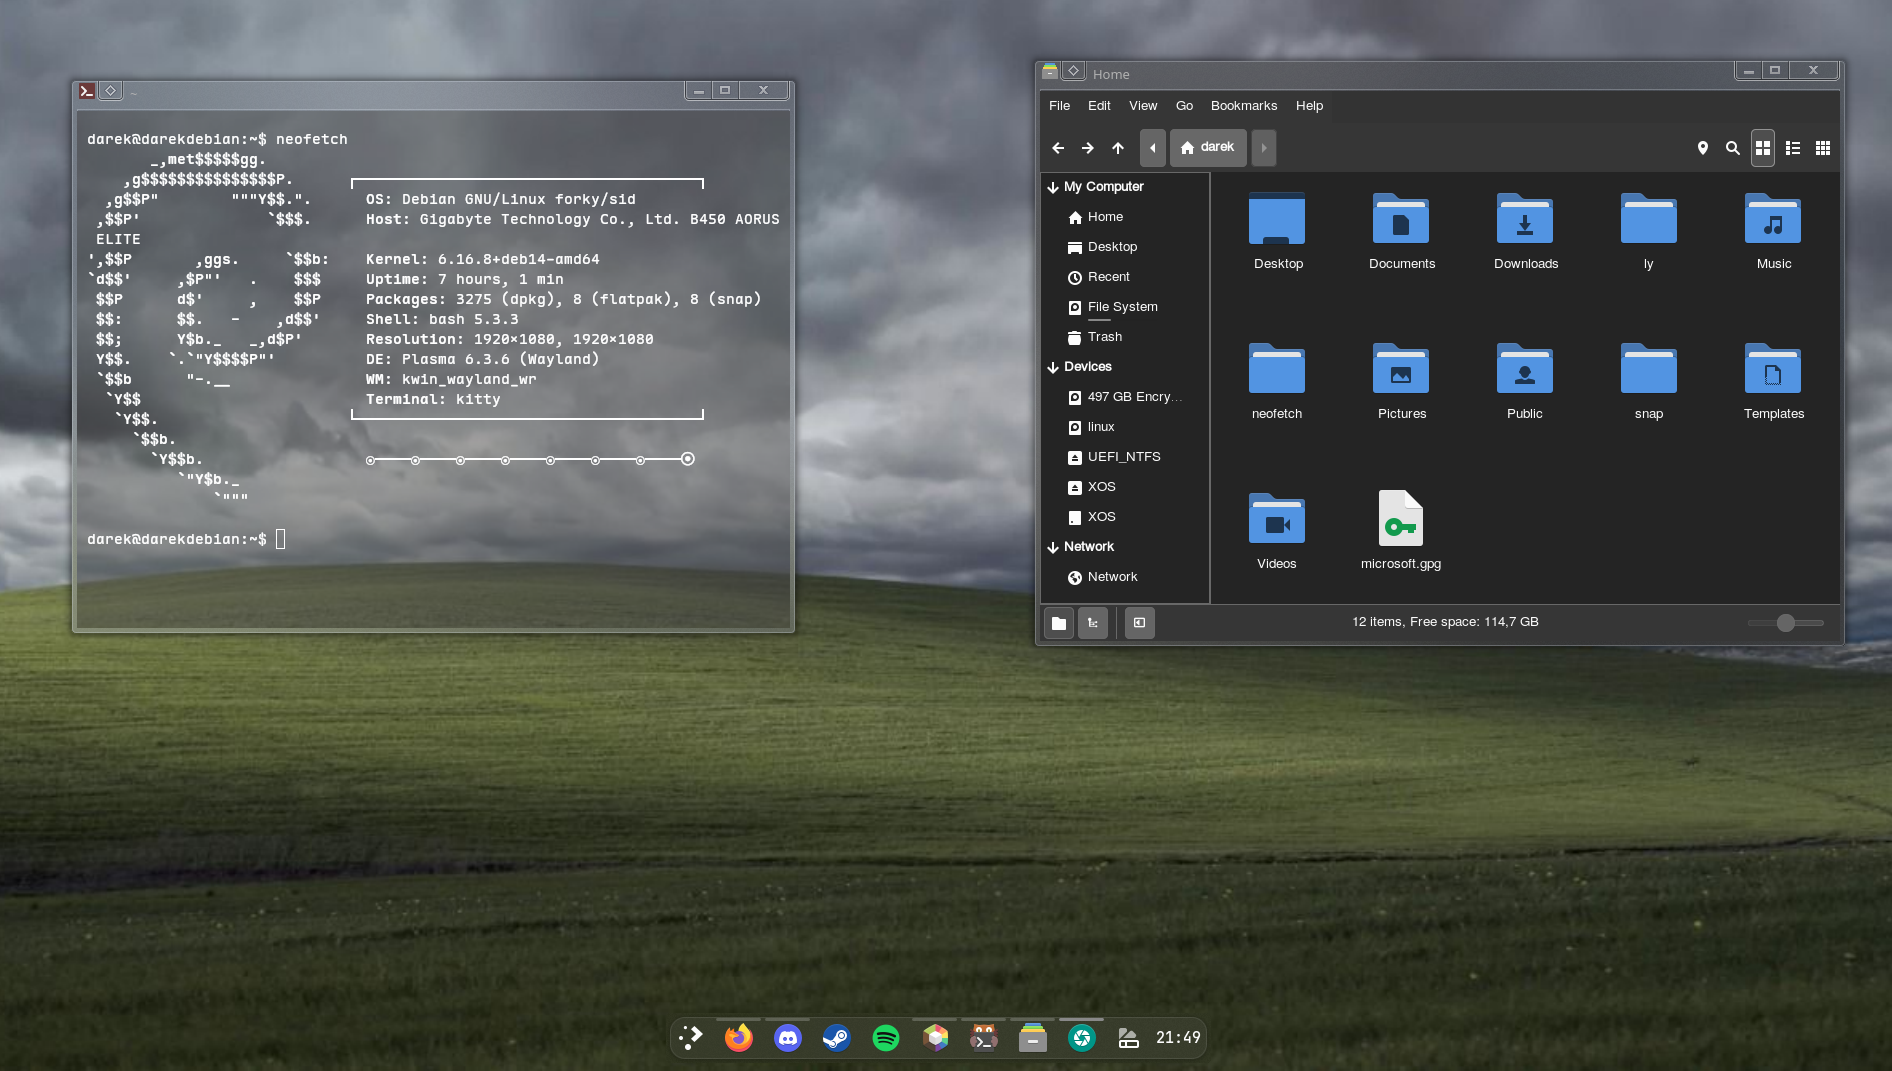 ~
darek@darekdebian:~$ neofetch
_,met$$$$$gg.
,g$$$$$$$$$$$$$$$P.
,g$$P"        """Y$$.".      OS: Debian GNU/Linux forky/sid
,$$P'              `$$$.      Host: Gigabyte Technology Co., Ltd. B450 AORUS
ELITE
',$$P       ,ggs.     `$$b:    Kernel: 6.16.8+deb14-amd64
`d$$'     ,$P"'   .    $$$     Uptime: 7 hours, 1 min
$$P      d$'     ,    $$P     Packages: 3275 (dpkg), 8 (flatpak), 8 (snap)
$$:      $$.   -    ,d$$'     Shell: bash 5.3.3
$$;      Y$b._   _,d$P'       Resolution: 1920×1080, 1920×1080
Y$$.    `.`"Y$$$$P"'          DE: Plasma 6.3.6 (Wayland)
`$$b      "-.__               WM: kwin_wayland_wr
`Y$$                         Terminal: kitty
`Y$$.
`$$b.
`Y$$b.
`"Y$b._
`"""
darek@darekdebian:~$
Home
File Edit View Go Bookmarks Help
darek
My Computer
Home
Desktop
Recent
File System
Trash
Devices
497 GB Encry…
linux
UEFI_NTFS
XOS
XOS
Network
Network
Desktop Documents Downloads ly Music
neofetch Pictures Public snap Templates
Videos microsoft.gpg
12 items, Free space: 114,7 GB
21:49